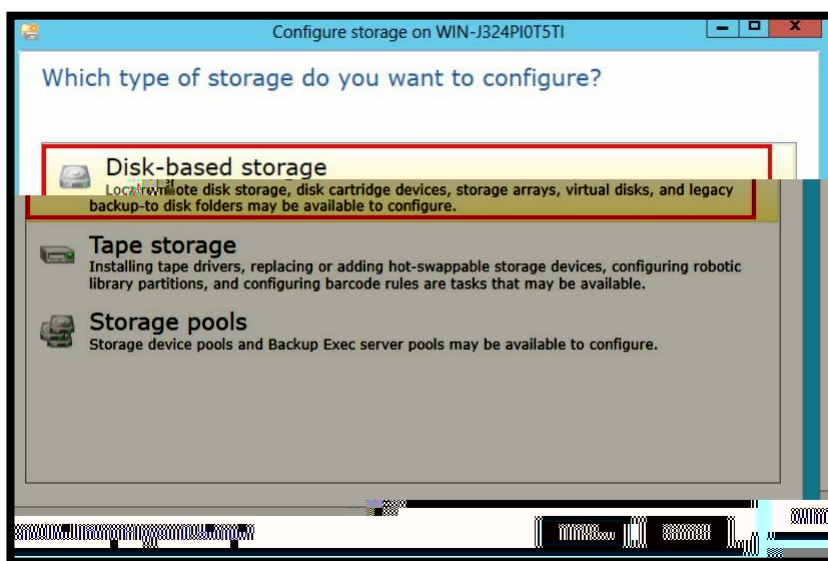 Configure storage on WIN-J324PI0T5TI
Which type of storage do you want to configure?
Disk-based storage
ote disk storage, disk cartridge devices, storage arrays, virtual disks, and legacy
backup-to disk folders may be available to configure.
Tape storage
Installing tape drivers, replacing or adding hot-swappable storage devices, configuring robotic
library partitions, and configuring barcode rules are tasks that may be available.
Storage pools
Storage device pools and Backup Exec server pools may be available to configure.